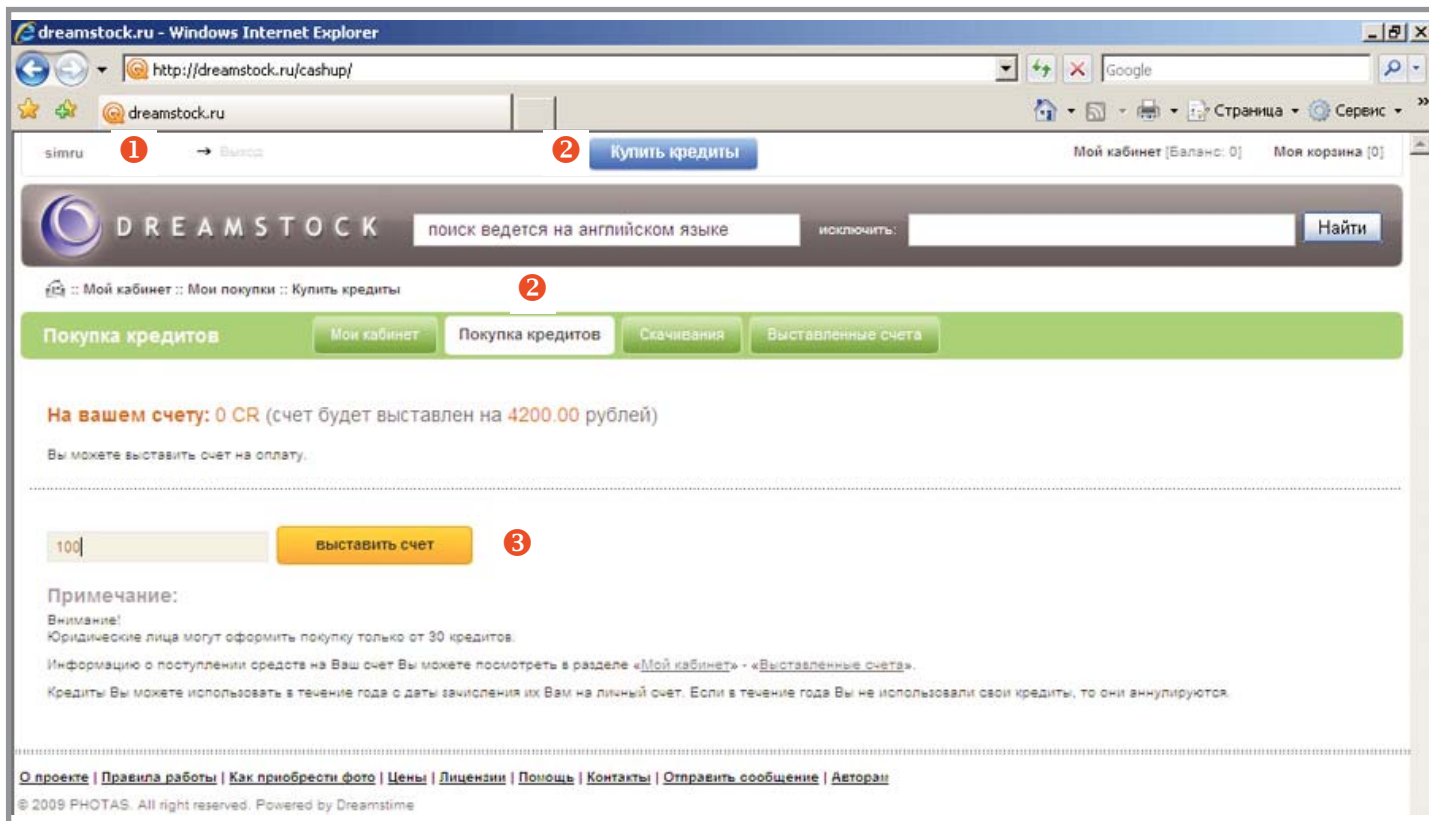 dreamstock.ru - Windows Internet Explorer
http://dreamstock.ru/cashup/
Google
dreamstock.ru
Страница
Сервис
simru
1
→ Выход
2
Купить кредиты
Мой кабинет [Баланс: 0]
Моя корзина [0]
DREAMSTOCK
поиск ведется на английском языке
исключить:
Найти
:: Мой кабинет :: Мои покупки :: Купить кредиты
2
Покупка кредитов
Мой кабинет
Покупка кредитов
Скачивания
Выставленные счета
На вашем счету: 0 CR (счет будет выставлен на 4200.00 рублей)
Вы можете выставить счет на оплату.
100
выставить счет
3
Примечание:
Внимание!
Юридические лица могут оформить покупку только от 30 кредитов.
Информацию о поступлении средств на Ваш счет Вы можете посмотреть в разделе «Мой кабинет» - «Выставленные счета».
Кредиты Вы можете использовать в течение года с даты зачисления их Вам на личный счет. Если в течение года Вы не использовали свои кредиты, то они аннулируются.
О проекте | Правила работы | Как приобрести фото | Цены | Лицензии | Помощь | Контакты | Отправить сообщение | Авторам
© 2009 PHOTAS. All right reserved. Powered by Dreamstime